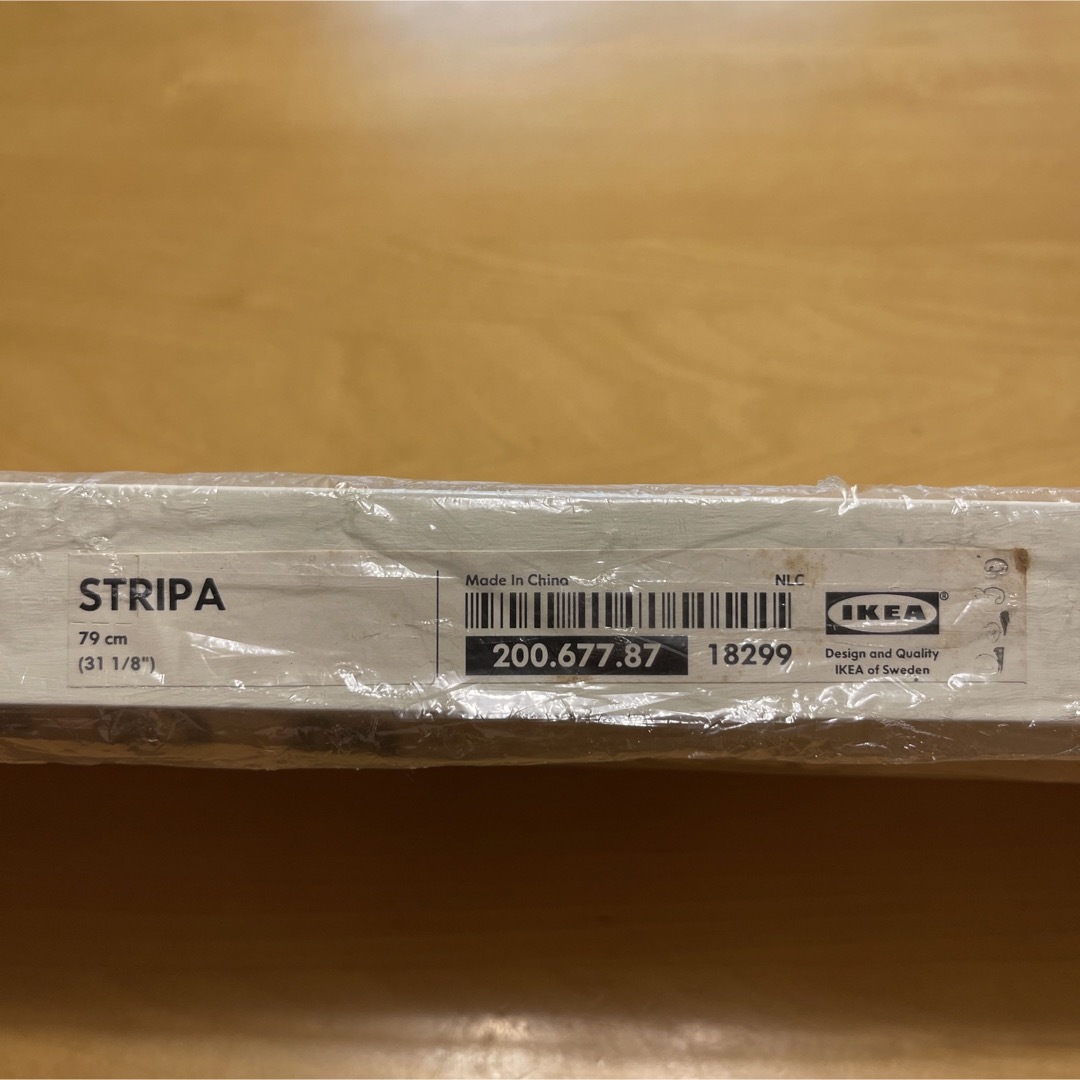 STRIPA
79 cm
(31 1/8")
Made In China NLC
200.677.87 18299
IKEA®
Design and Quality
IKEA of Sweden